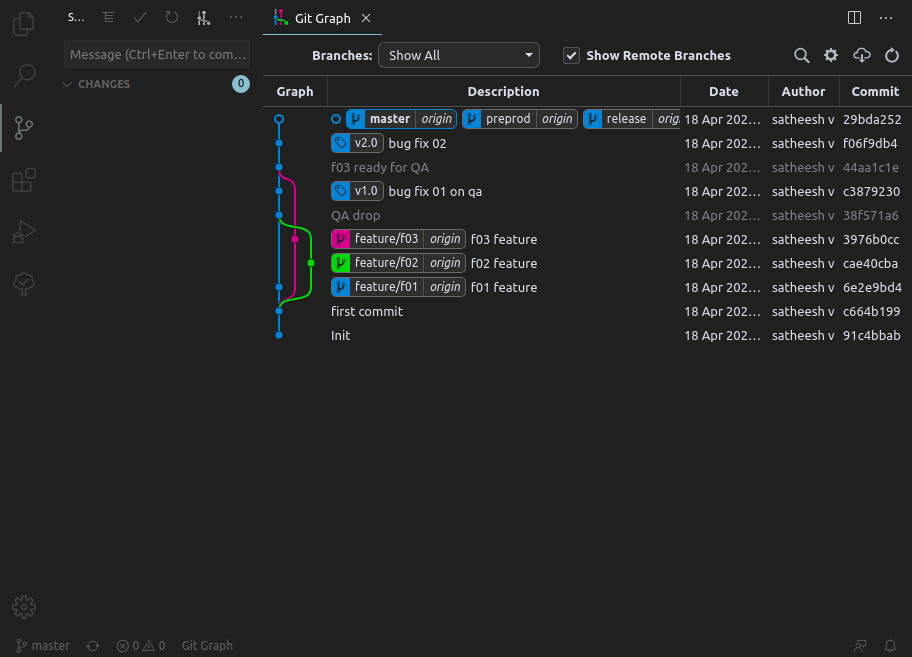 S... Git Graph
Branches: Show All Show Remote Branches
Message (Ctrl+Enter to com...
CHANGES 0
Graph Description Date Author Commit
master origin preprod origin release orig 18 Apr 202... satheesh v 29bda252
v2.0 bug fix 02 18 Apr 202... satheesh v f06f9db4
f03 ready for QA 18 Apr 202... satheesh v 44aa1c1e
v1.0 bug fix 01 on qa 18 Apr 202... satheesh v c3879230
QA drop 18 Apr 202... satheesh v 38f571a6
feature/f03 origin f03 feature 18 Apr 202... satheesh v 3976b0cc
feature/f02 origin f02 feature 18 Apr 202... satheesh v cae40cba
feature/f01 origin f01 feature 18 Apr 202... satheesh v 6e2e9bd4
first commit 18 Apr 202... satheesh v c664b199
Init 18 Apr 202... satheesh v 91c4bbab
master 0 0 Git Graph